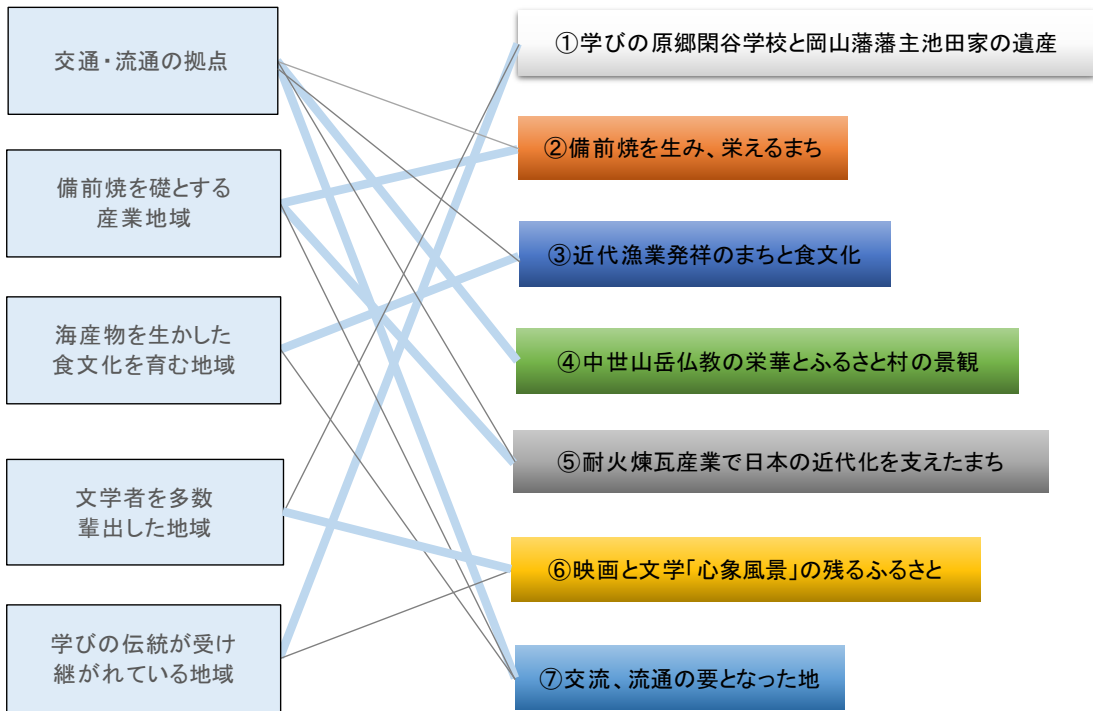 交通・流通の拠点
備前焼を礎とする
産業地域
海産物を生かした
食文化を育む地域
文学者を多数
輩出した地域
学びの伝統が受け
継がれている地域
①学びの原郷閑谷学校と岡山藩藩主池田家の遺産
②備前焼を生み、栄えるまち
③近代漁業発祥のまちと食文化
④中世山岳仏教の栄華とふるさと村の景観
⑤耐火煉瓦産業で日本の近代化を支えたまち
⑥映画と文学「心象風景」の残るふるさと
⑦交流、流通の要となった地